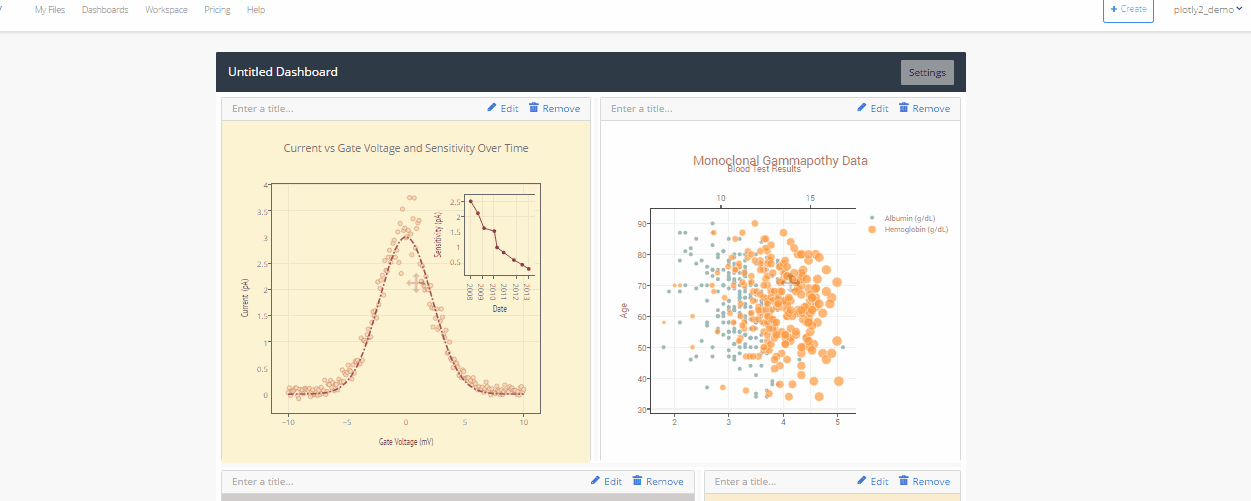 My Files Dashboards Workspace Pricing Help + Create plotly2_demo
Untitled Dashboard Settings
Enter a title... Edit Remove
Enter a title... Edit Remove
Current vs Gate Voltage and Sensitivity Over Time
4
3.5
3
2.5
2
1.5
1
0.5
0
Current (pA)
−10 −5 0 5 10
Gate Voltage (mV)
2.5
2
1.5
1
0.5
Sensitivity (pA)
2008 2009 2010 2011 2012 2013
Date
Monoclonal Gammapothy Data
Blood Test Results
10 15
Albumin (g/dL)
Hemoglobin (g/dL)
90
80
70
60
50
40
30
Age
2 3 4 5
Enter a title... Edit Remove
Enter a title... Edit Remove